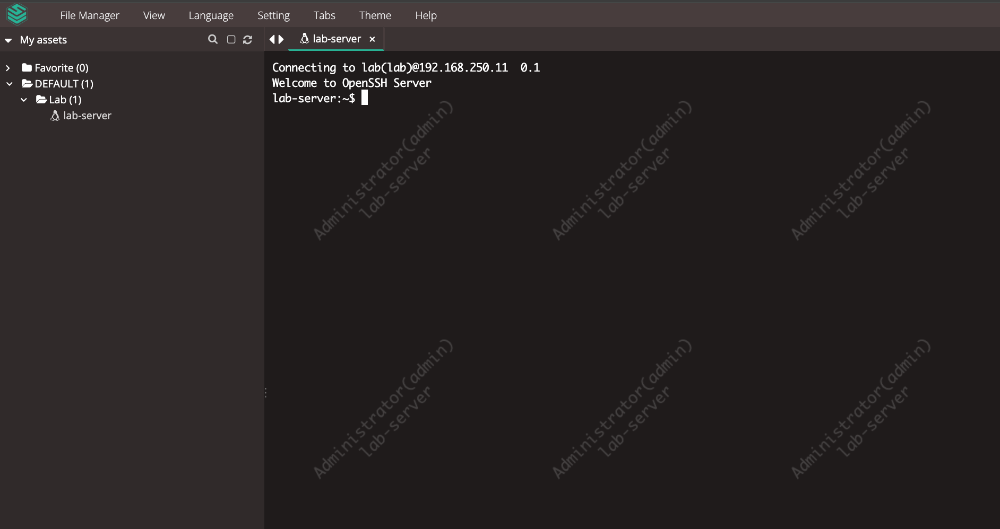 File Manager View Language Setting Tabs Theme Help
My assets
lab-server ×
Favorite (0)
DEFAULT (1)
Lab (1)
lab-server
Connecting to lab(lab)@192.168.250.11  0.1
Welcome to OpenSSH Server
lab-server:~$
Administrator(admin)
lab-server
Administrator(admin)
lab-server
Administrator(admin)
lab-server
Administrator(admin)
lab-server
Administrator(admin)
lab-server
Administrator(admin)
lab-server